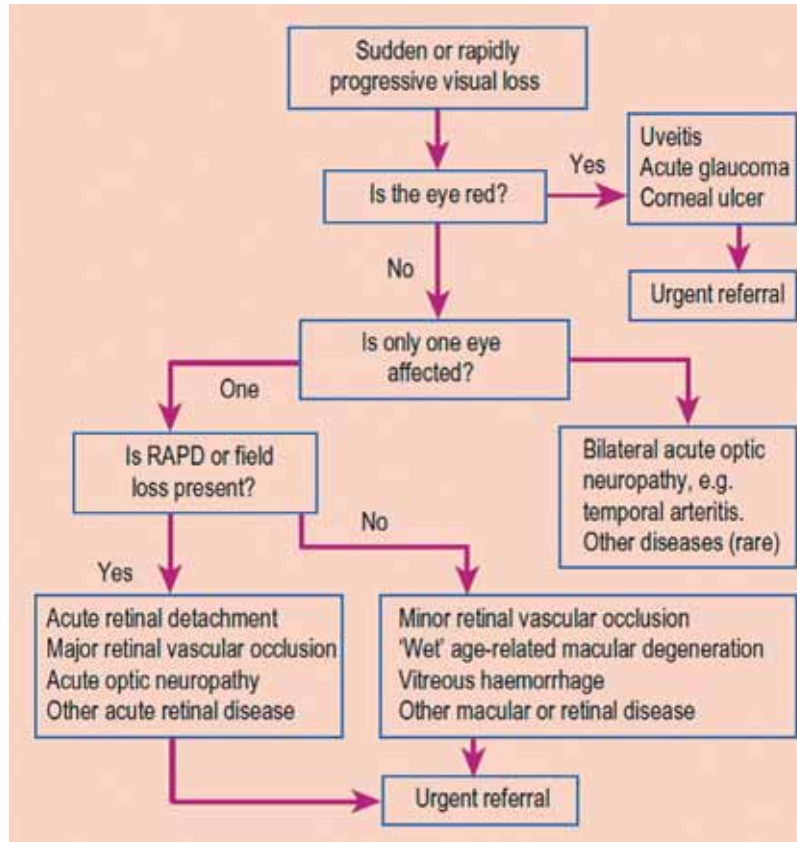 Sudden or rapidly
progressive visual loss
Is the eye red?
Yes
Uveitis
Acute glaucoma
Corneal ulcer
Urgent referral
No
Is only one eye
affected?
One
Is RAPD or field
loss present?
Bilateral acute optic
neuropathy, e.g.
temporal arteritis.
Other diseases (rare)
No
Yes
Acute retinal detachment
Major retinal vascular occlusion
Acute optic neuropathy
Other acute retinal disease
Minor retinal vascular occlusion
‘Wet’ age-related macular degeneration
Vitreous haemorrhage
Other macular or retinal disease
Urgent referral